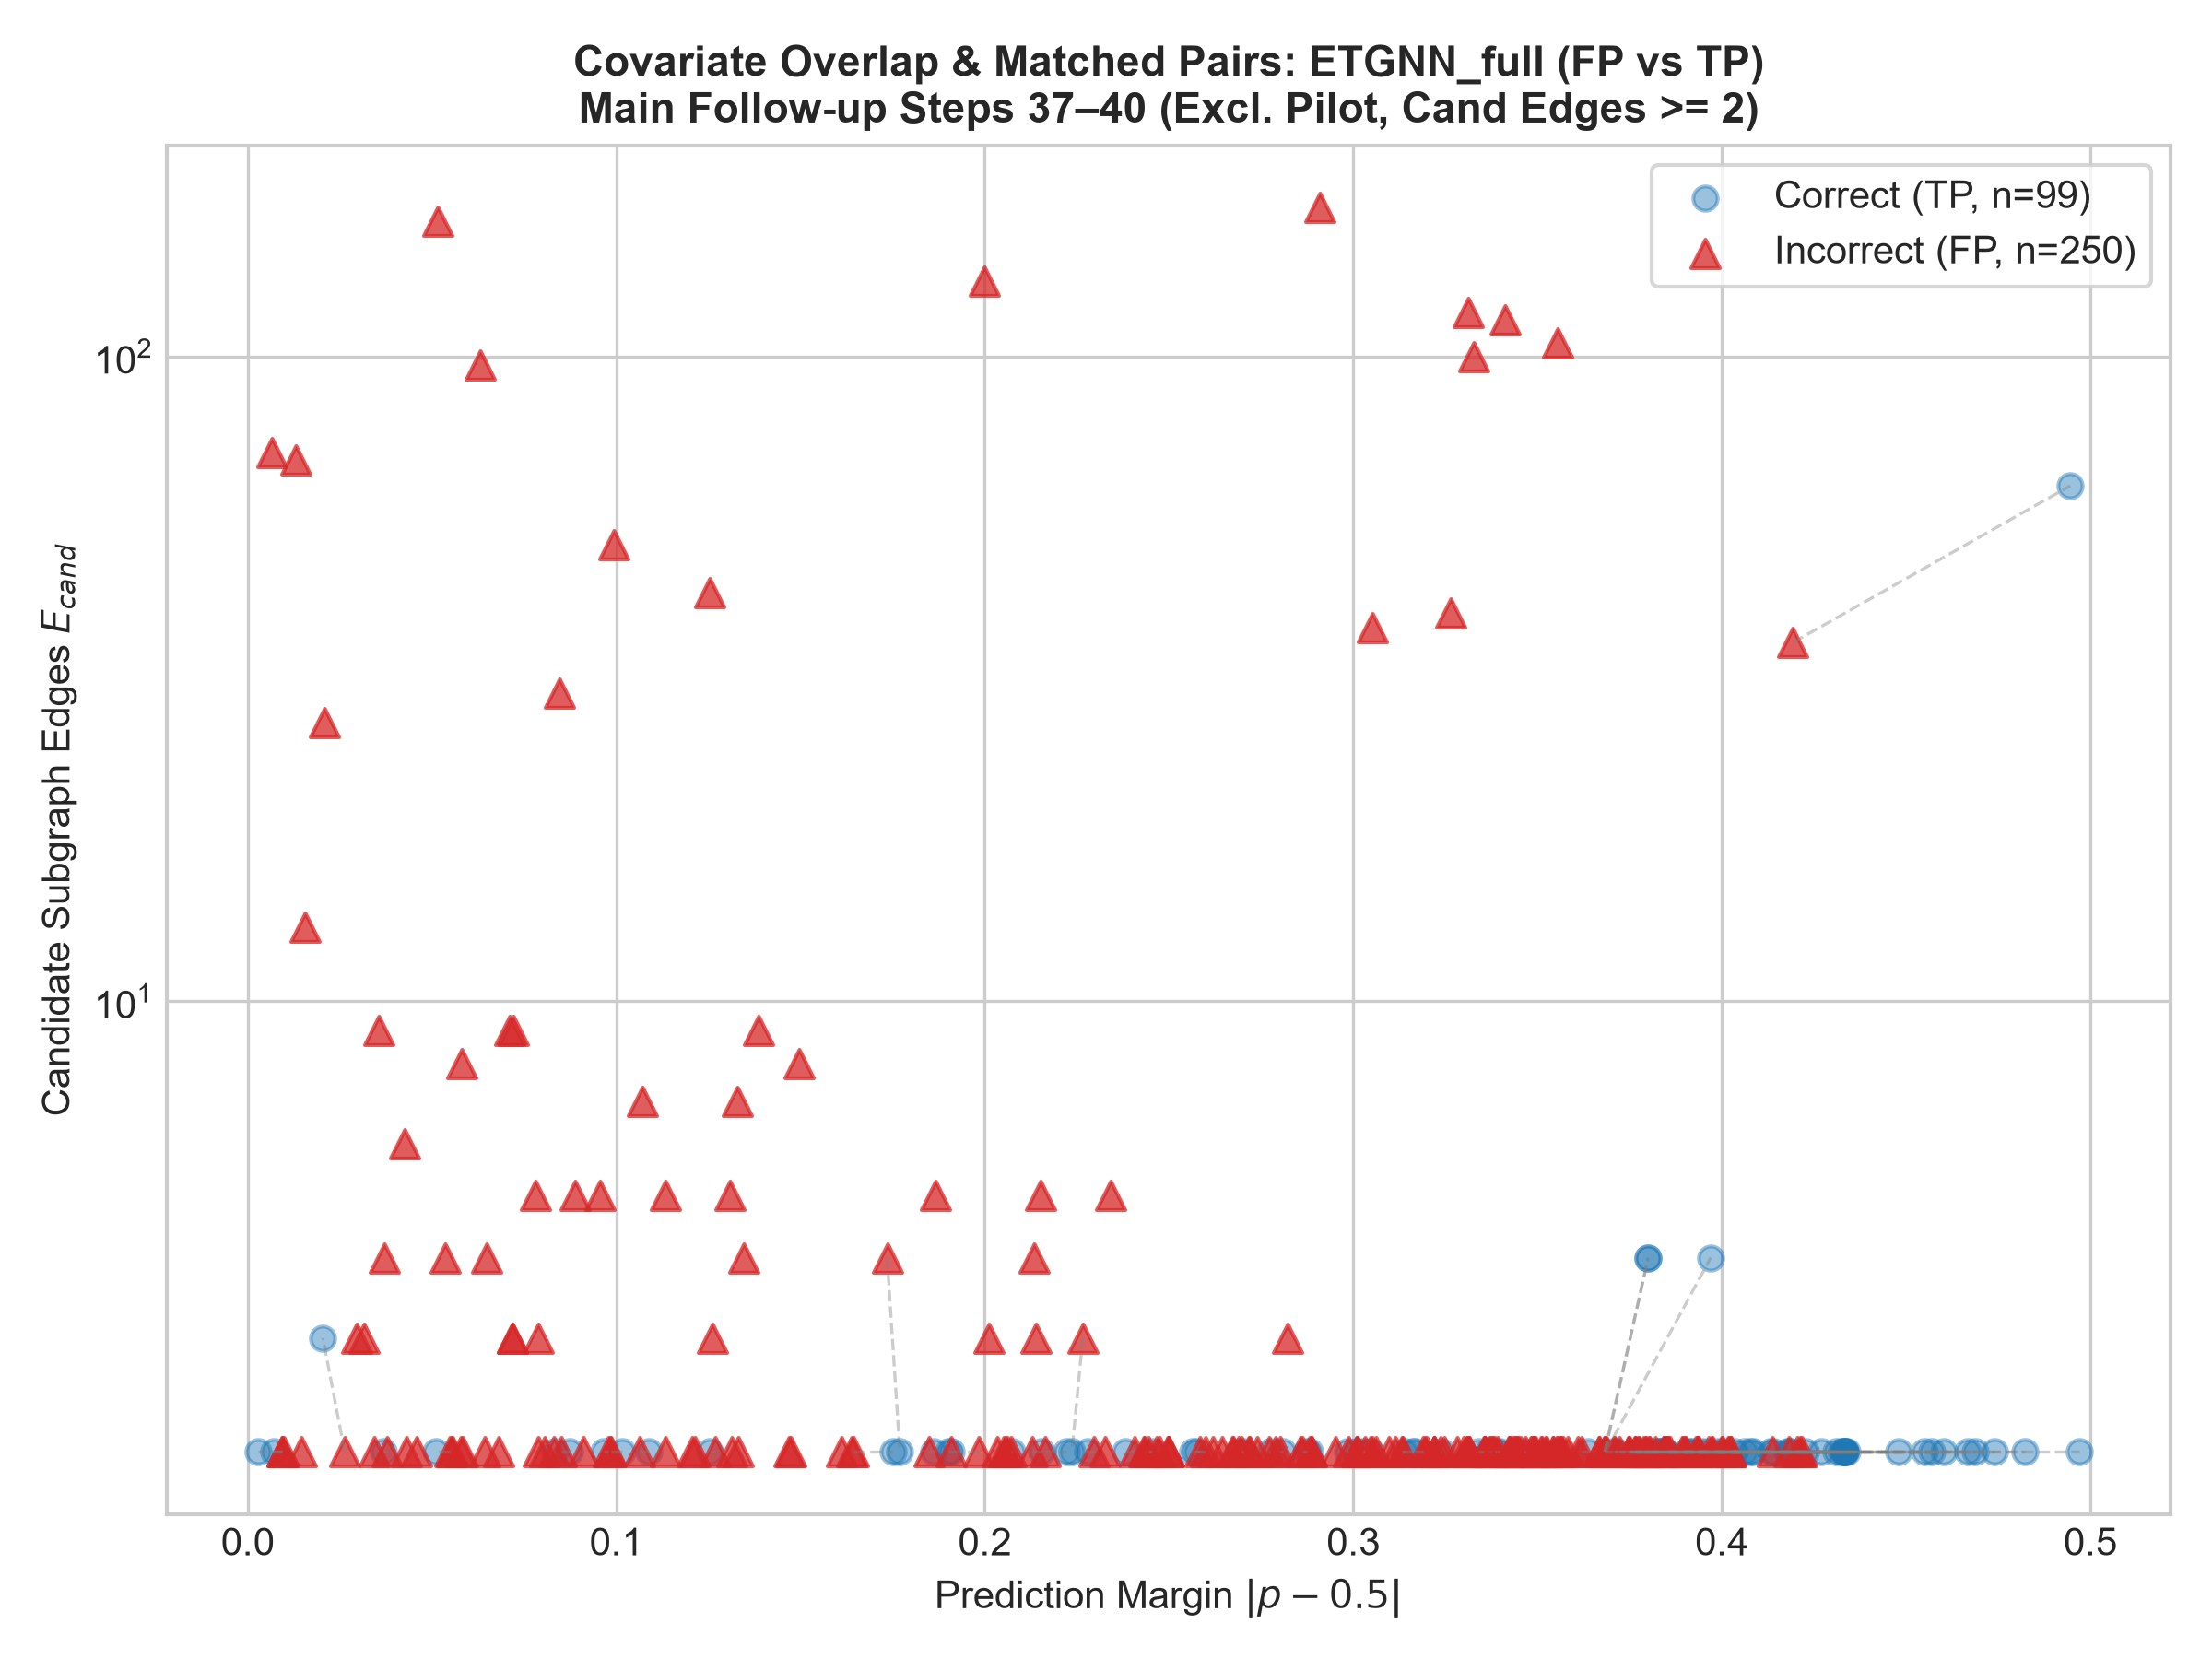 Covariate Overlap & Matched Pairs: ETGNN_full (FP vs TP)
Main Follow-up Steps 37–40 (Excl. Pilot, Cand Edges >= 2)
Correct (TP, n=99)
Incorrect (FP, n=250)
Candidate Subgraph Edges E_cand
10²
10¹
0.0 0.1 0.2 0.3 0.4 0.5
Prediction Margin |p − 0.5|